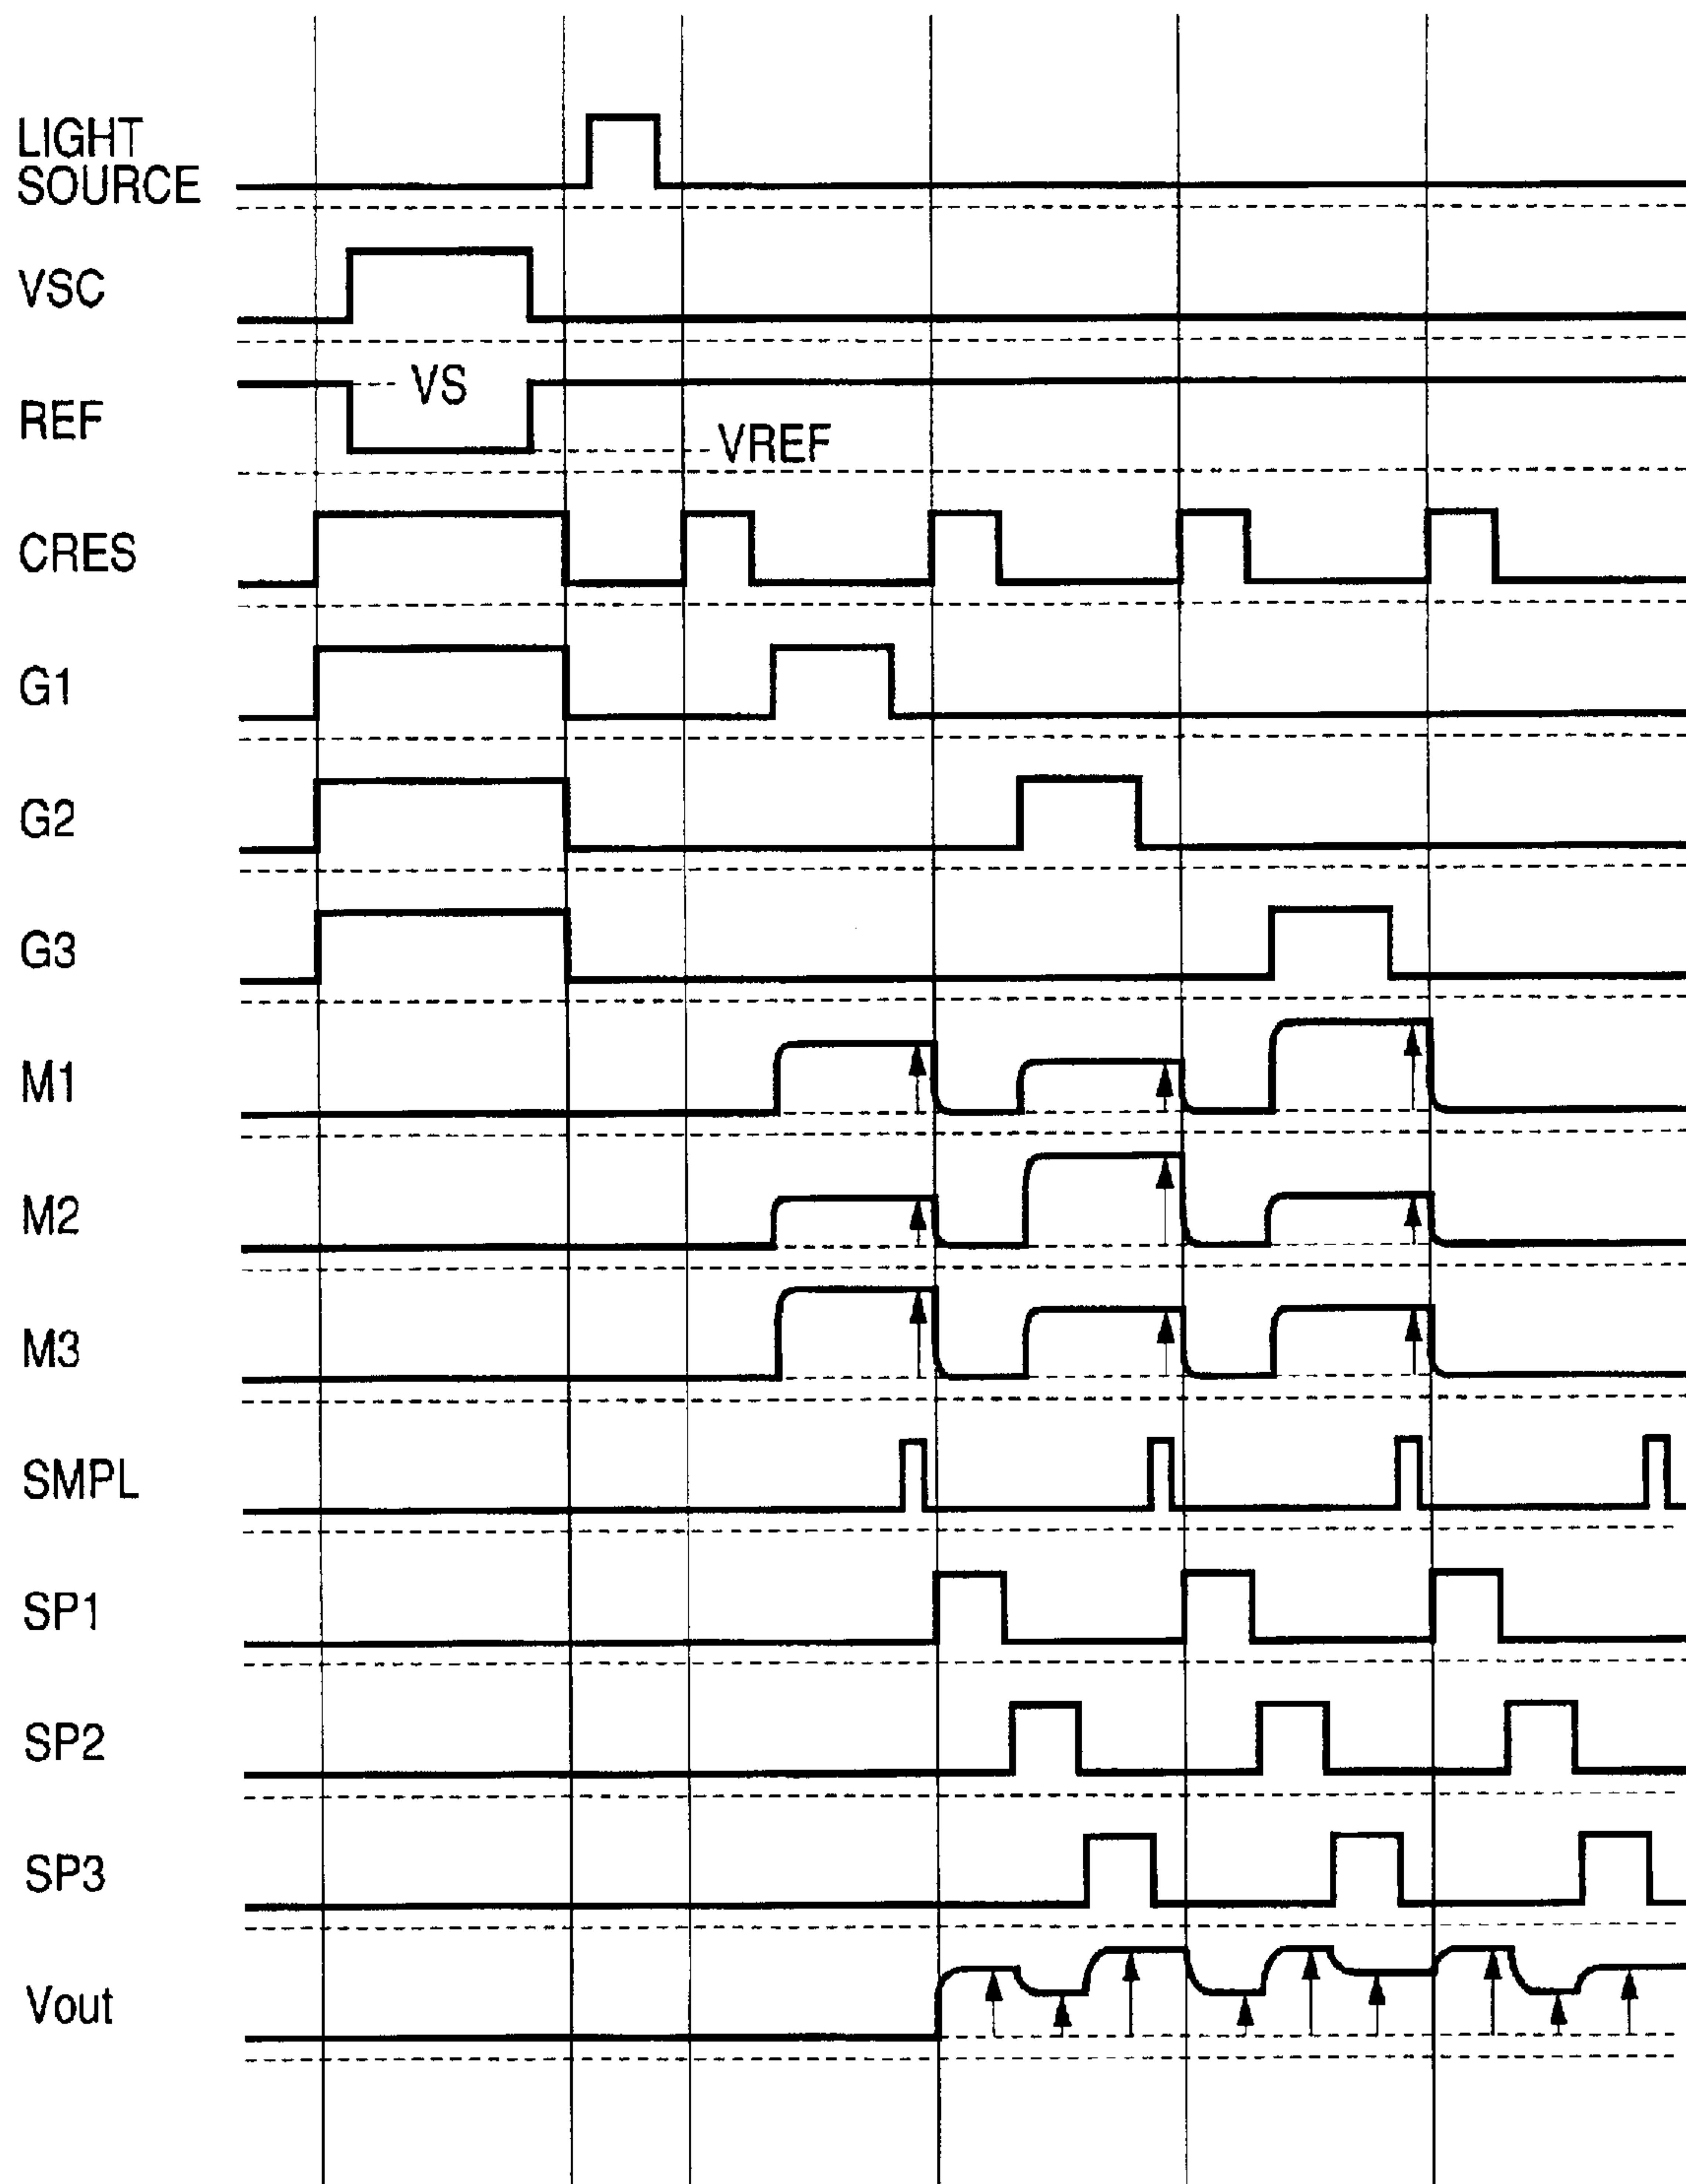 LIGHT
SOURCE
VSC
VS
REF
VREF
CRES
G1
G2
G3
M1
M2
M3
SMPL
SP1
SP2
SP3
Vout